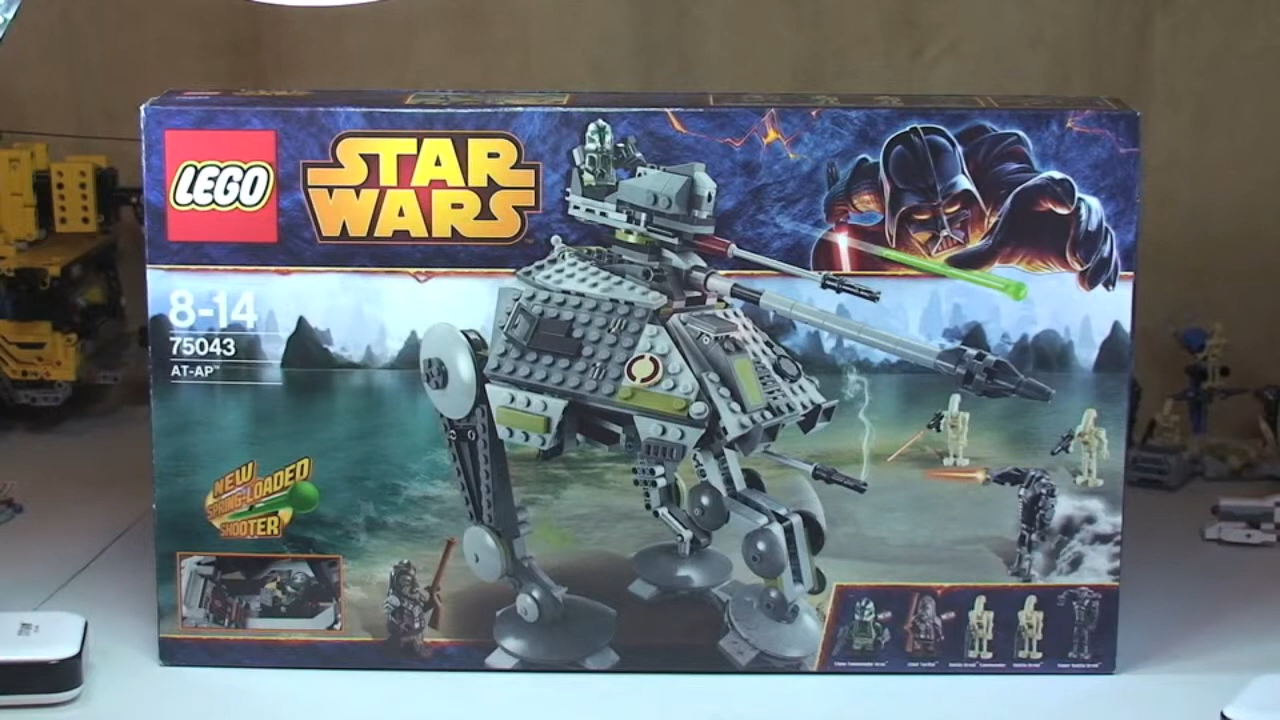 LEGO
STAR
WARS
8-14
75043
AT-AP™
NEW
SPRING-LOADED
SHOOTER